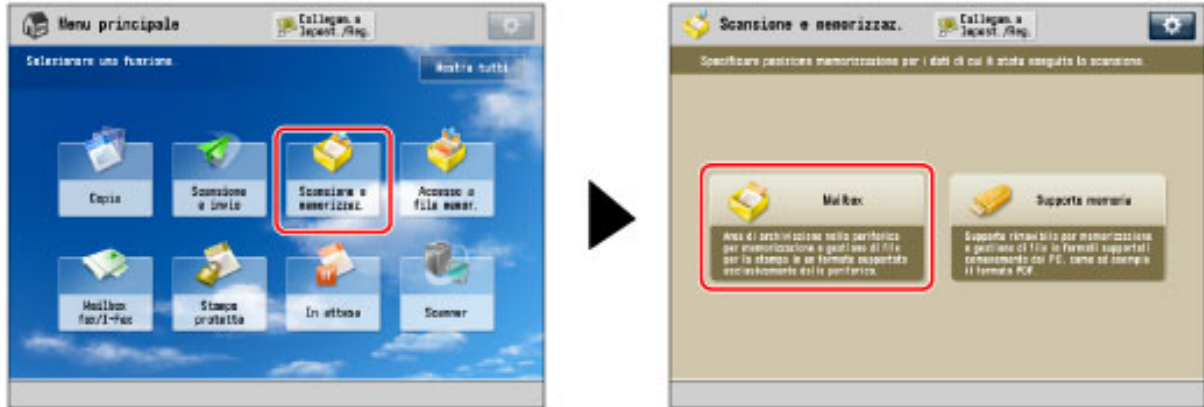 Menu principale
Collegam.a
Impost./Reg.
Selezionare una funzione.
Mostra tutti
Copia
Scansione
e invio
Scansione e
memorizzaz.
Accesso a
file memor.
Mailbox
fax/I-Fax
Stampa
protetta
In attesa
Scanner
Scansione e memorizzaz.
Collegam.a
Impost./Reg.
Specificare posizione memorizzazione per i dati di cui è stata eseguita la scansione.
Mailbox
Area di archiviazione nella periferica
per memorizzazione e gestione di file
per la stampa in un formato supportato
esclusivamente dalla periferica.
Supporto memoria
Supporto rimovibile per memorizzazione
e gestione di file in formati supportati
comunemente dai PC, come ad esempio
il formato PDF.